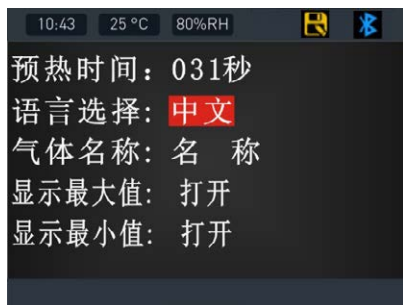 10:43 25℃ 80%RH
预热时间：031秒
语言选择: 中文
气体名称: 名 称
显示最大值: 打开
显示最小值: 打开